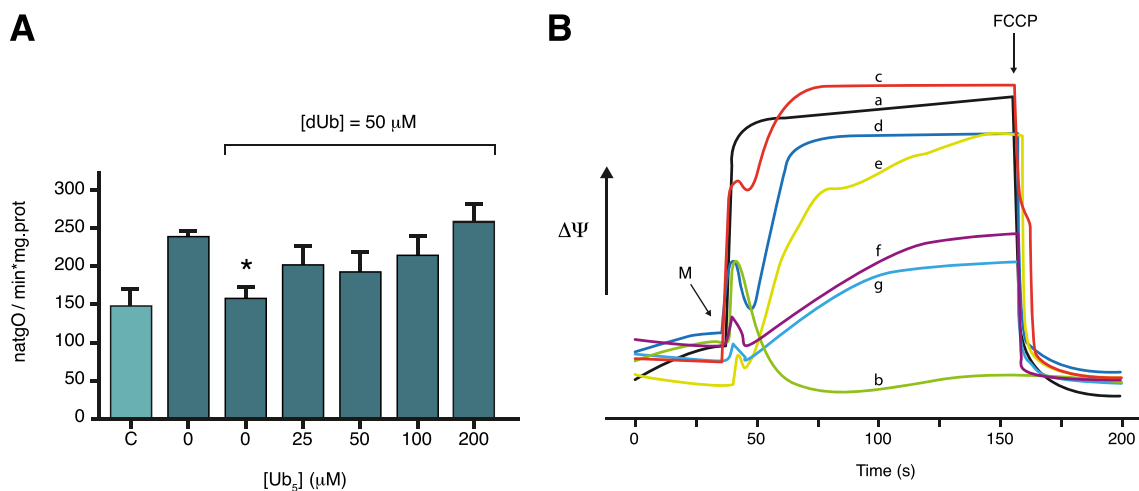 A
[dUb] = 50 µM
300
250
200
150
100
50
0
natgO / min*mg.prot
*
C 0 0 25 50 100 200
[Ub5] (µM)
B
FCCP
c
a
d
e
ΔΨ
f
M
g
b
0 50 100 150 200
Time (s)